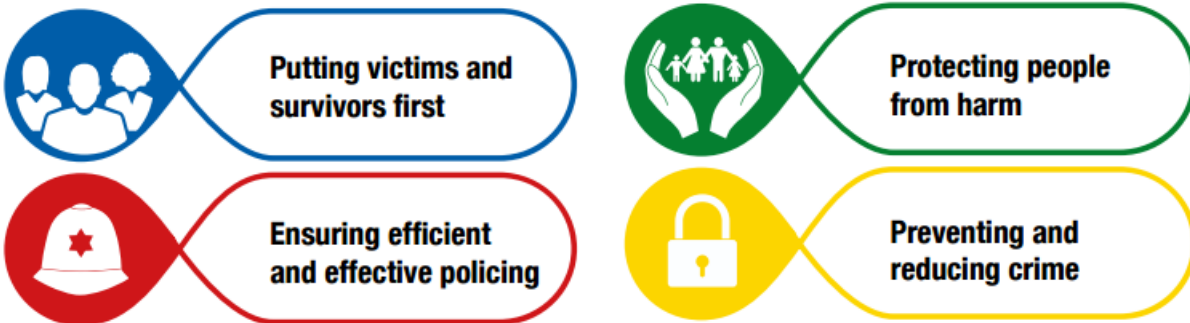 Putting victims and
survivors first
Protecting people
from harm
Ensuring efficient
and effective policing
Preventing and
reducing crime